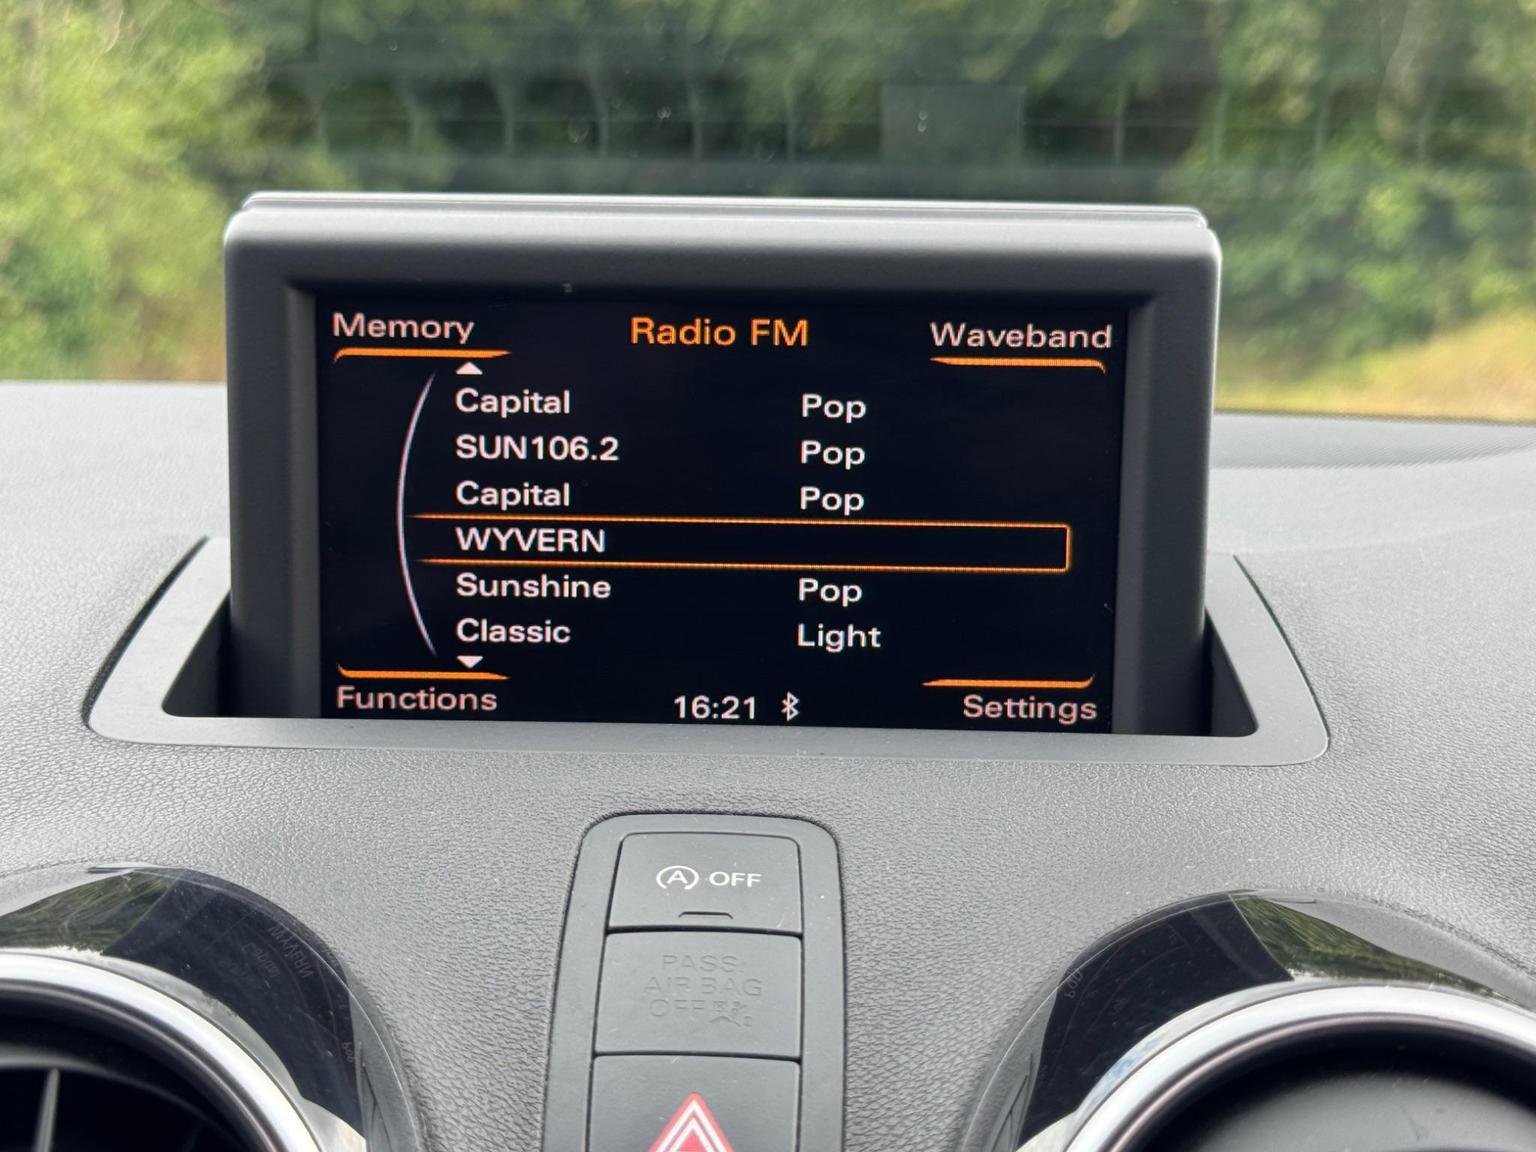 Memory Radio FM Waveband
Capital Pop
SUN106.2 Pop
Capital Pop
WYVERN
Sunshine Pop
Classic Light
Functions 16:21 Settings
A OFF
PASS.
AIR BAG
OFF